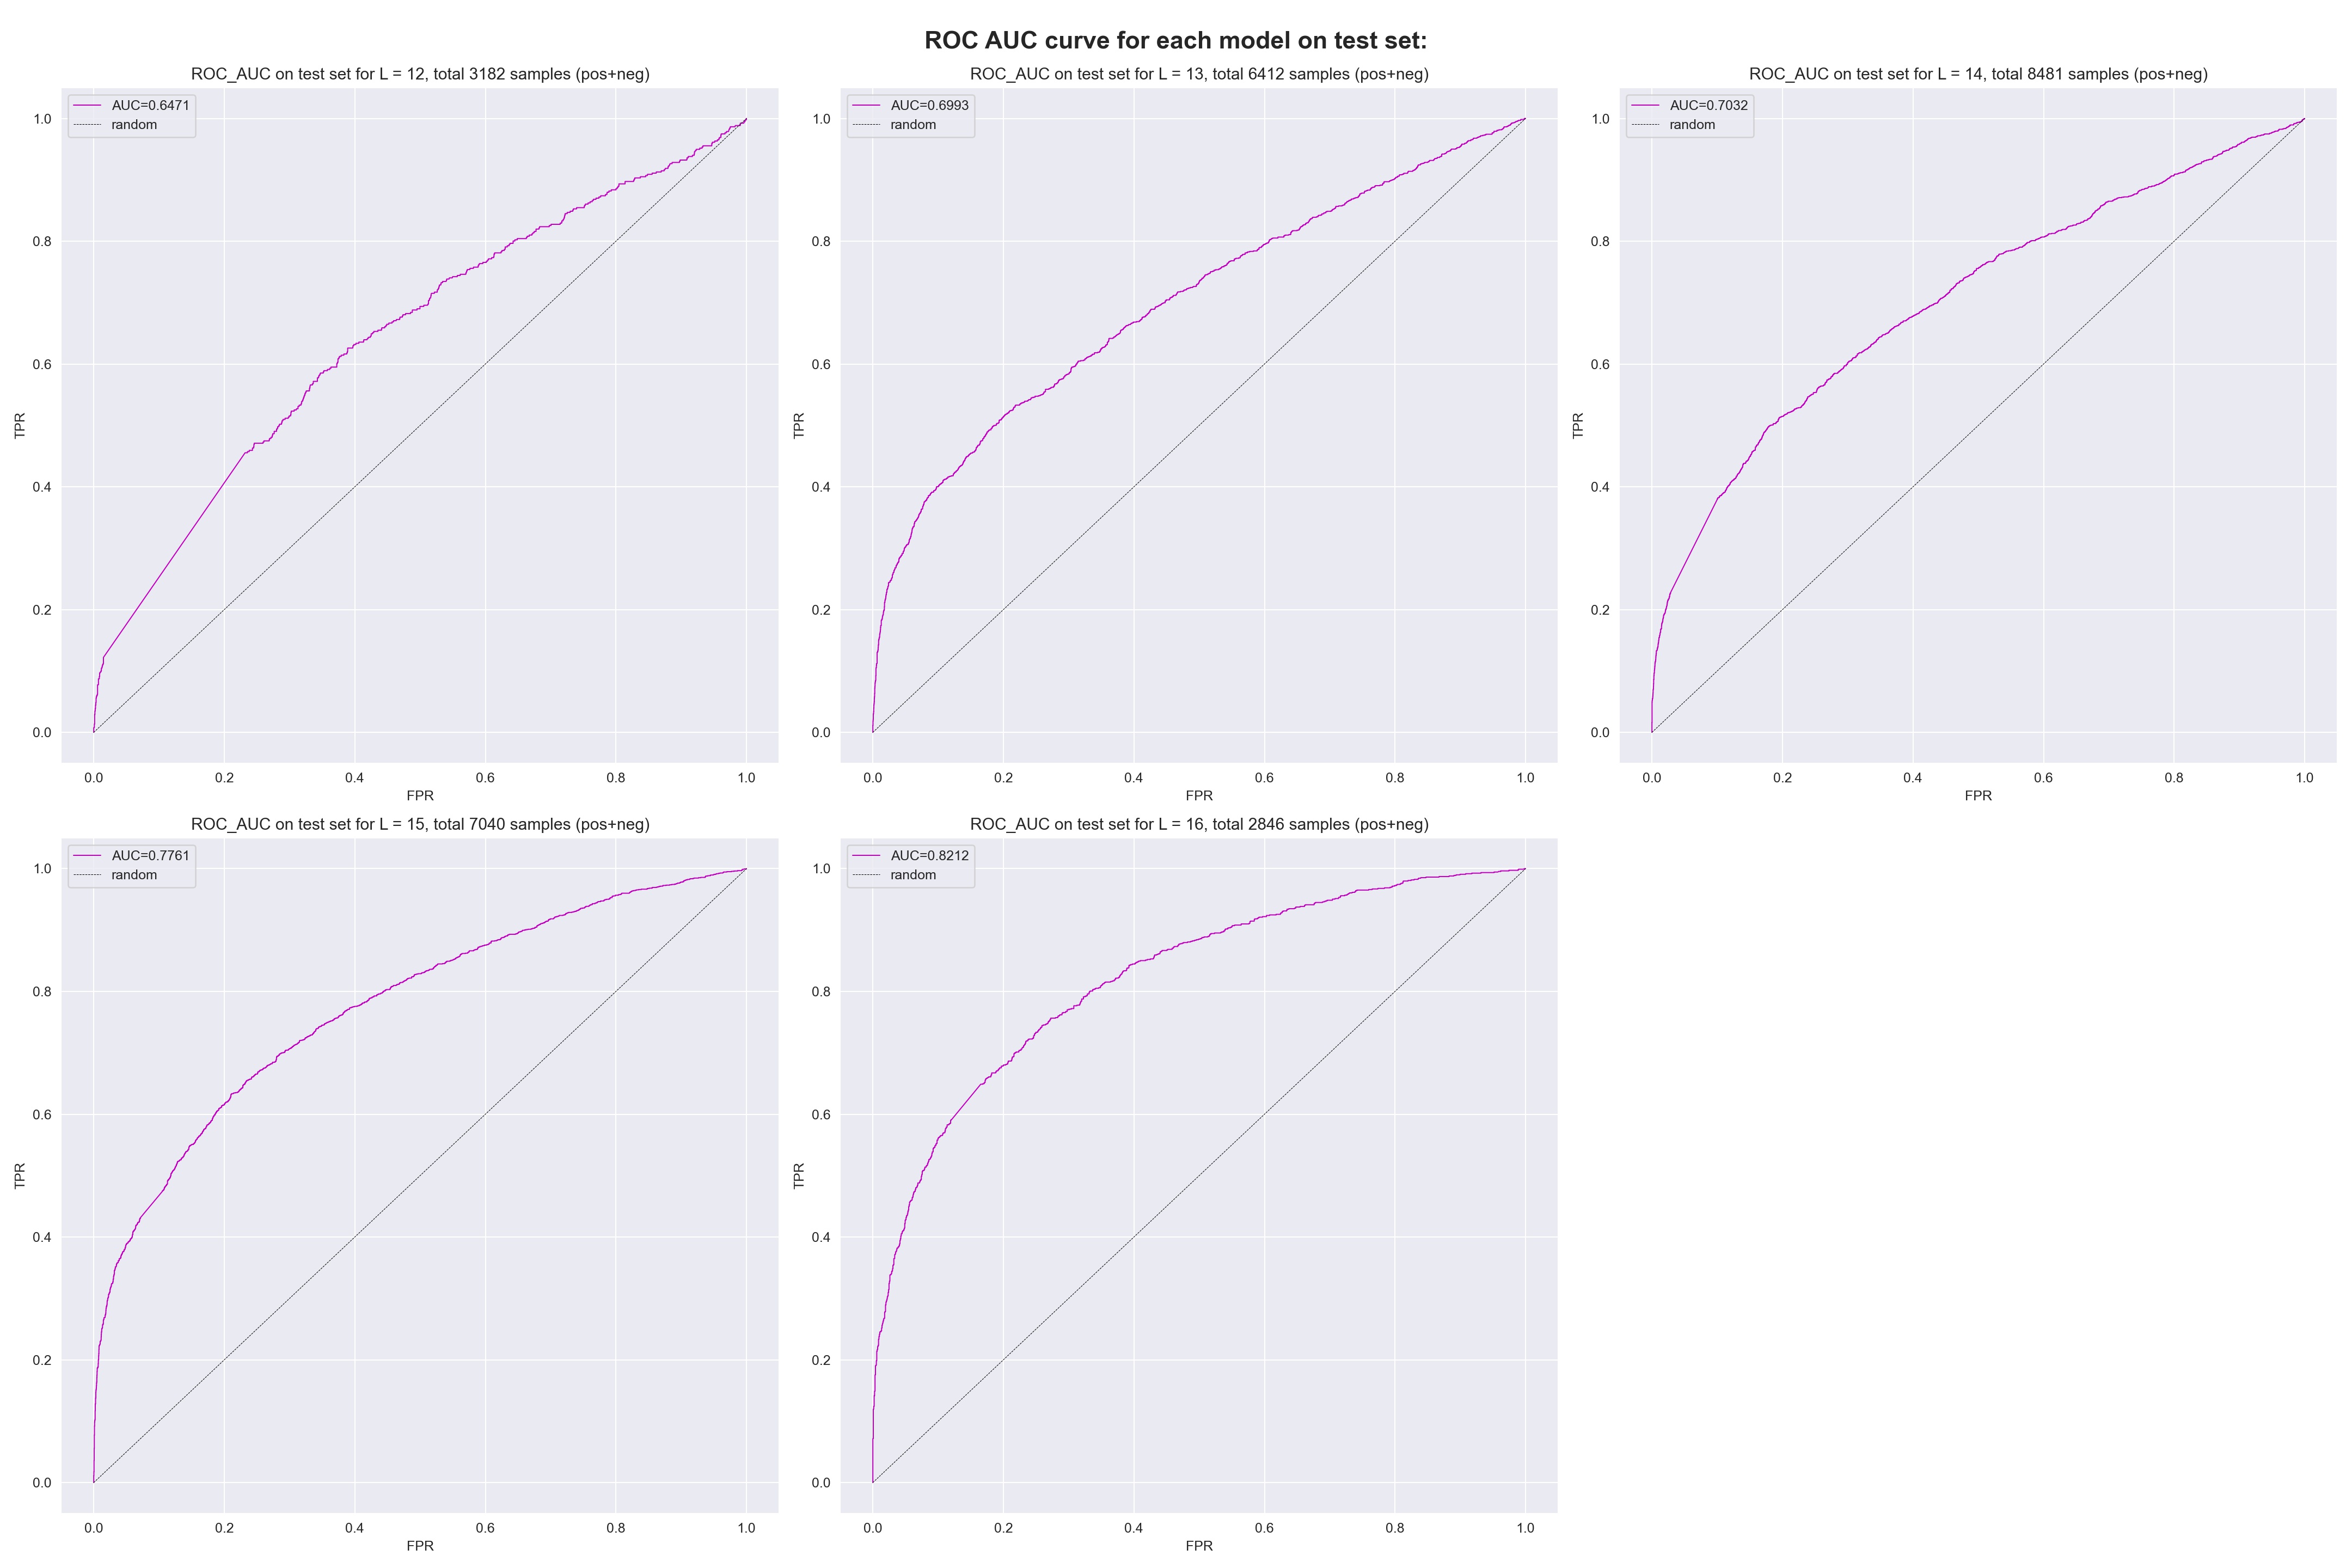 ROC AUC curve for each model on test set:
ROC_AUC on test set for L = 12, total 3182 samples (pos+neg)
AUC=0.6471
random
1.0
0.8
0.6
0.4
0.2
0.0
TPR
0.0 0.2 0.4 0.6 0.8 1.0
FPR
ROC_AUC on test set for L = 13, total 6412 samples (pos+neg)
AUC=0.6993
random
1.0
0.8
0.6
0.4
0.2
0.0
TPR
0.0 0.2 0.4 0.6 0.8 1.0
FPR
ROC_AUC on test set for L = 14, total 8481 samples (pos+neg)
AUC=0.7032
random
1.0
0.8
0.6
0.4
0.2
0.0
TPR
0.0 0.2 0.4 0.6 0.8 1.0
FPR
ROC_AUC on test set for L = 15, total 7040 samples (pos+neg)
AUC=0.7761
random
1.0
0.8
0.6
0.4
0.2
0.0
TPR
0.0 0.2 0.4 0.6 0.8 1.0
FPR
ROC_AUC on test set for L = 16, total 2846 samples (pos+neg)
AUC=0.8212
random
1.0
0.8
0.6
0.4
0.2
0.0
TPR
0.0 0.2 0.4 0.6 0.8 1.0
FPR